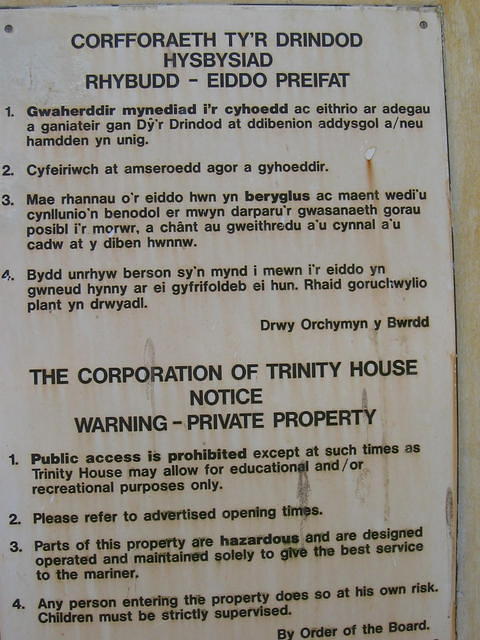 CORFFORAETH TY'R DRINDOD
HYSBYSIAD
RHYBUDD - EIDDO PREIFAT
1. Gwaherddir mynediad i'r cyhoedd ac eithrio ar adegau
a ganiateir gan Dŷ'r Drindod at ddibenion addysgol a/neu
hamdden yn unig.
2. Cyfeiriwch at amseroedd agor a gyhoeddir.
3. Mae rhannau o'r eiddo hwn yn beryglus ac maent wedi'u
cynllunio'n benodol er mwyn darparu'r gwasanaeth gorau
posibl i'r morwr, a chânt au gweithredu a'u cynnal a'u
cadw at y diben hwnnw.
4. Bydd unrhyw berson sy'n mynd i mewn i'r eiddo yn
gwneud hynny ar ei gyfrifoldeb ei hun. Rhaid goruchwylio
plant yn drwyadl.
Drwy Orchymyn y Bwrdd
THE CORPORATION OF TRINITY HOUSE
NOTICE
WARNING - PRIVATE PROPERTY
1. Public access is prohibited except at such times as
Trinity House may allow for educational and/or
recreational purposes only.
2. Please refer to advertised opening times.
3. Parts of this property are hazardous and are designed
operated and maintained solely to give the best service
to the mariner.
4. Any person entering the property does so at his own risk.
Children must be strictly supervised.
By Order of the Board.